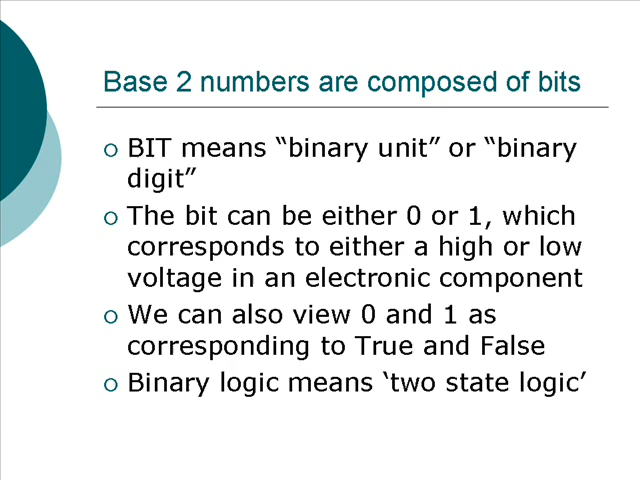 Base 2 numbers are composed of bits
BIT means “binary unit” or “binary
digit”
The bit can be either 0 or 1, which
corresponds to either a high or low
voltage in an electronic component
We can also view 0 and 1 as
corresponding to True and False
Binary logic means ‘two state logic’